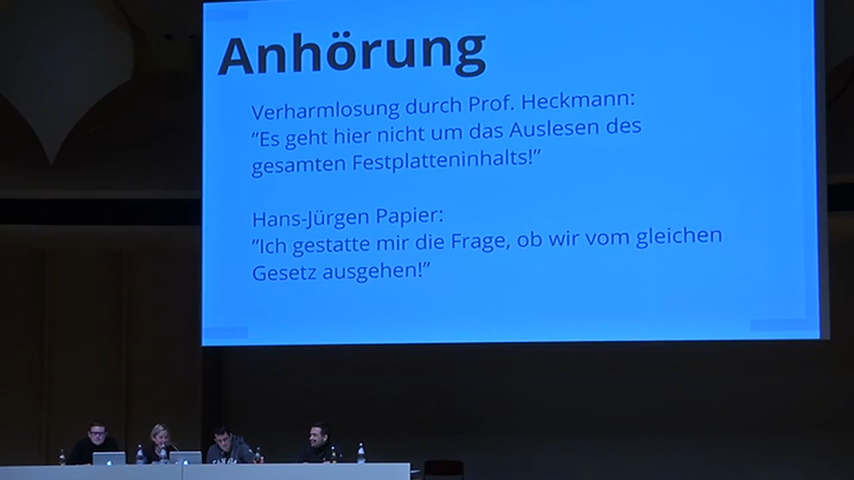 Anhörung
Verharmlosung durch Prof. Heckmann:
"Es geht hier nicht um das Auslesen des
gesamten Festplatteninhalts!"
Hans-Jürgen Papier:
"Ich gestatte mir die Frage, ob wir vom gleichen
Gesetz ausgehen!"